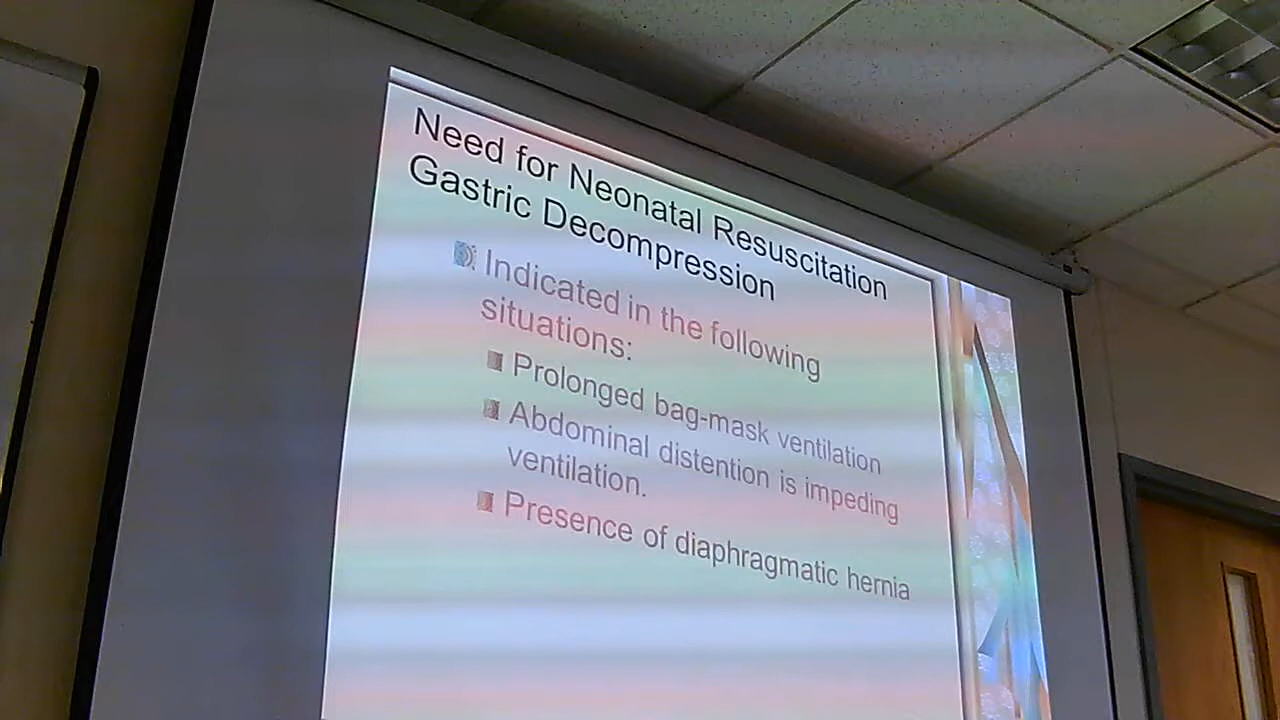 Need for Neonatal Resuscitation
Gastric Decompression
Indicated in the following
situations:
Prolonged bag-mask ventilation
Abdominal distention is impeding
ventilation.
Presence of diaphragmatic hernia